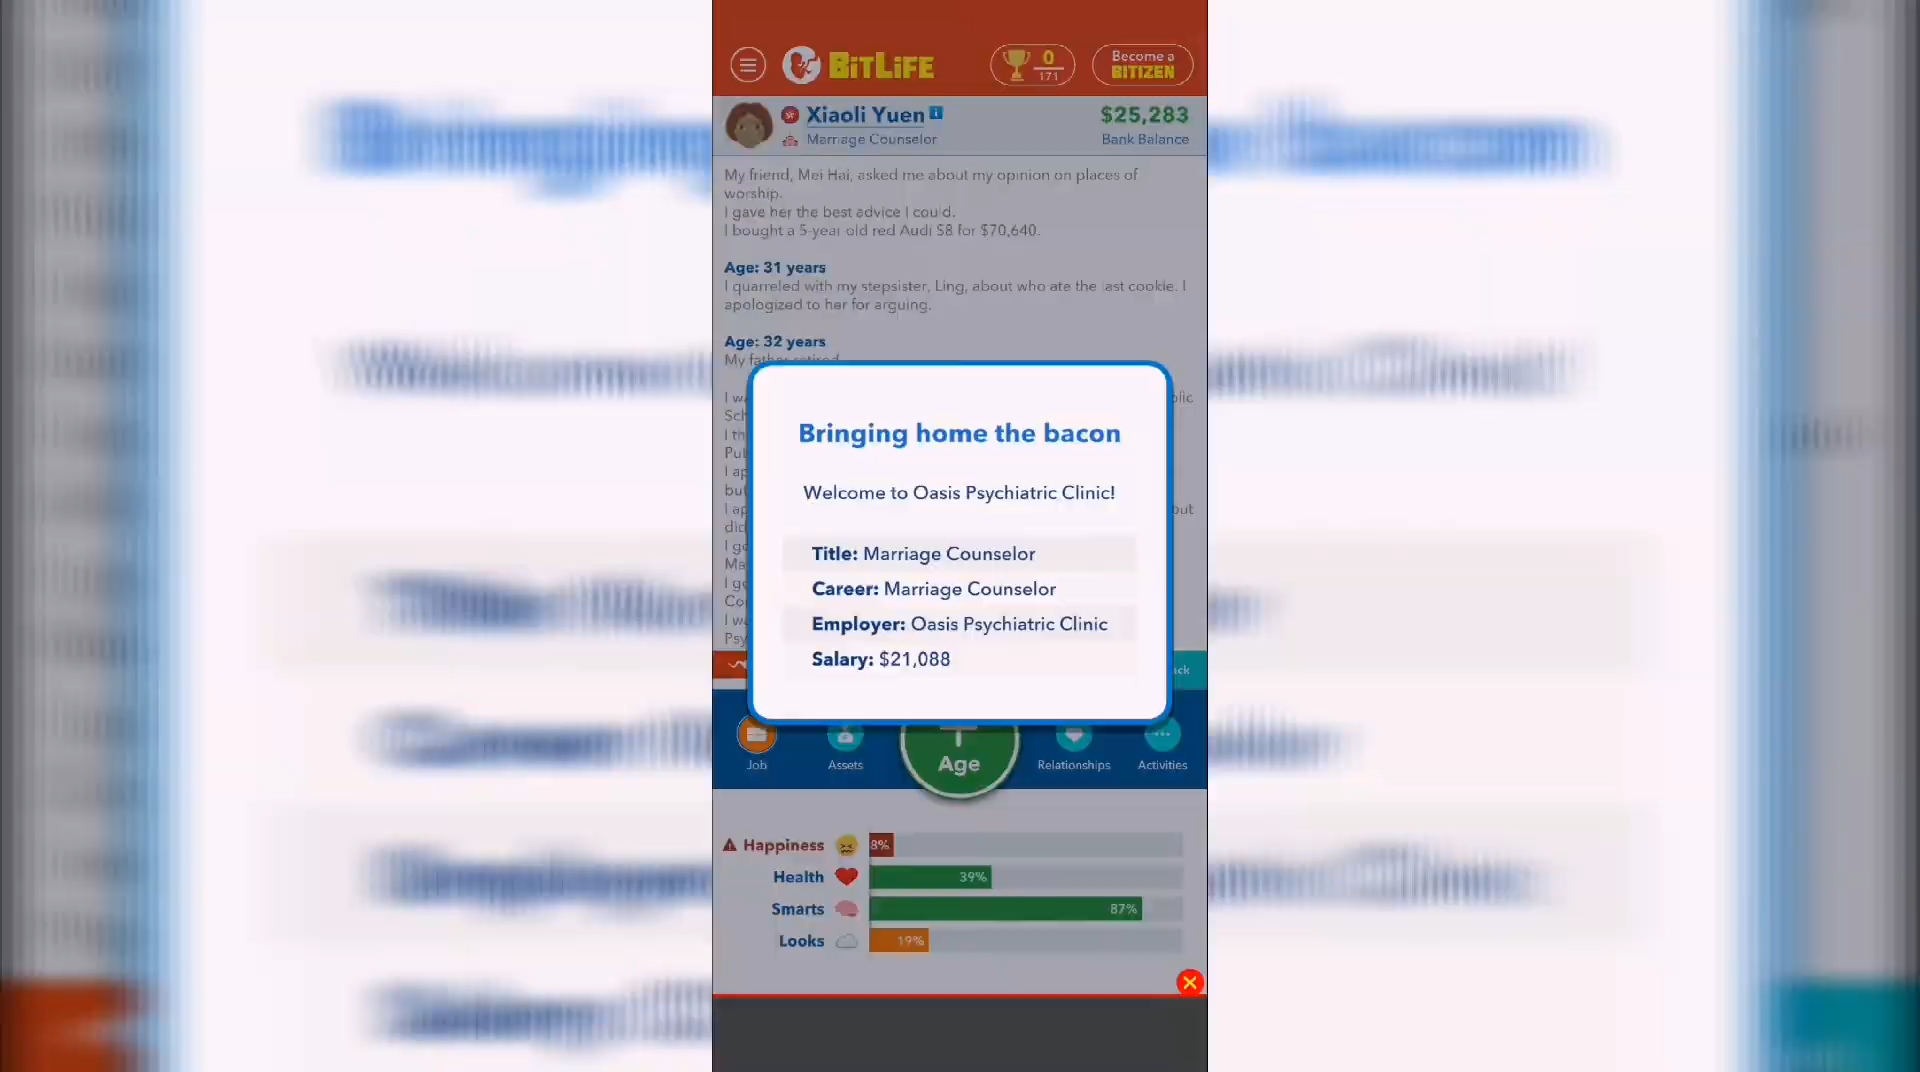 BitLife
0
171
Become a
BITIZEN
Xiaoli Yuen
$25,283
Marriage Counselor
Bank Balance
My friend, Mei Hai, asked me about my opinion on places of
worship.
I gave her the best advice I could.
I bought a 5-year old red Audi S8 for $70,640.
Age: 31 years
I quarreled with my stepsister, Ling, about who ate the last cookie. I
apologized to her for arguing.
Age: 32 years
My father retired.
Bringing home the bacon
Welcome to Oasis Psychiatric Clinic!
Title: Marriage Counselor
Career: Marriage Counselor
Employer: Oasis Psychiatric Clinic
Salary: $21,088
Job
Assets
Age
Relationships
Activities
Happiness
8%
Health
39%
Smarts
87%
Looks
19%